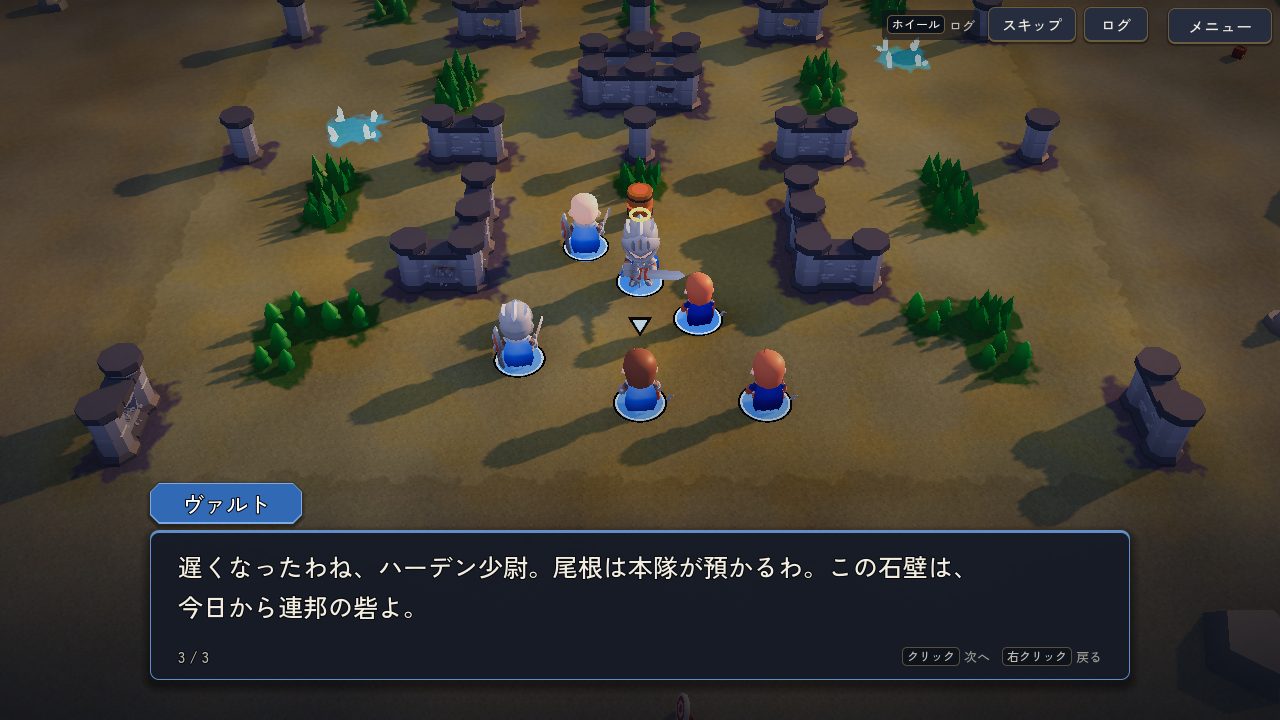 ホイール ログ スキップ ログ メニュー
ヴァルト
遅くなったわね、ハーデン少尉。尾根は本隊が預かるわ。この石壁は、
今日から連邦の砦よ。
3 / 3 クリック 次へ 右クリック 戻る